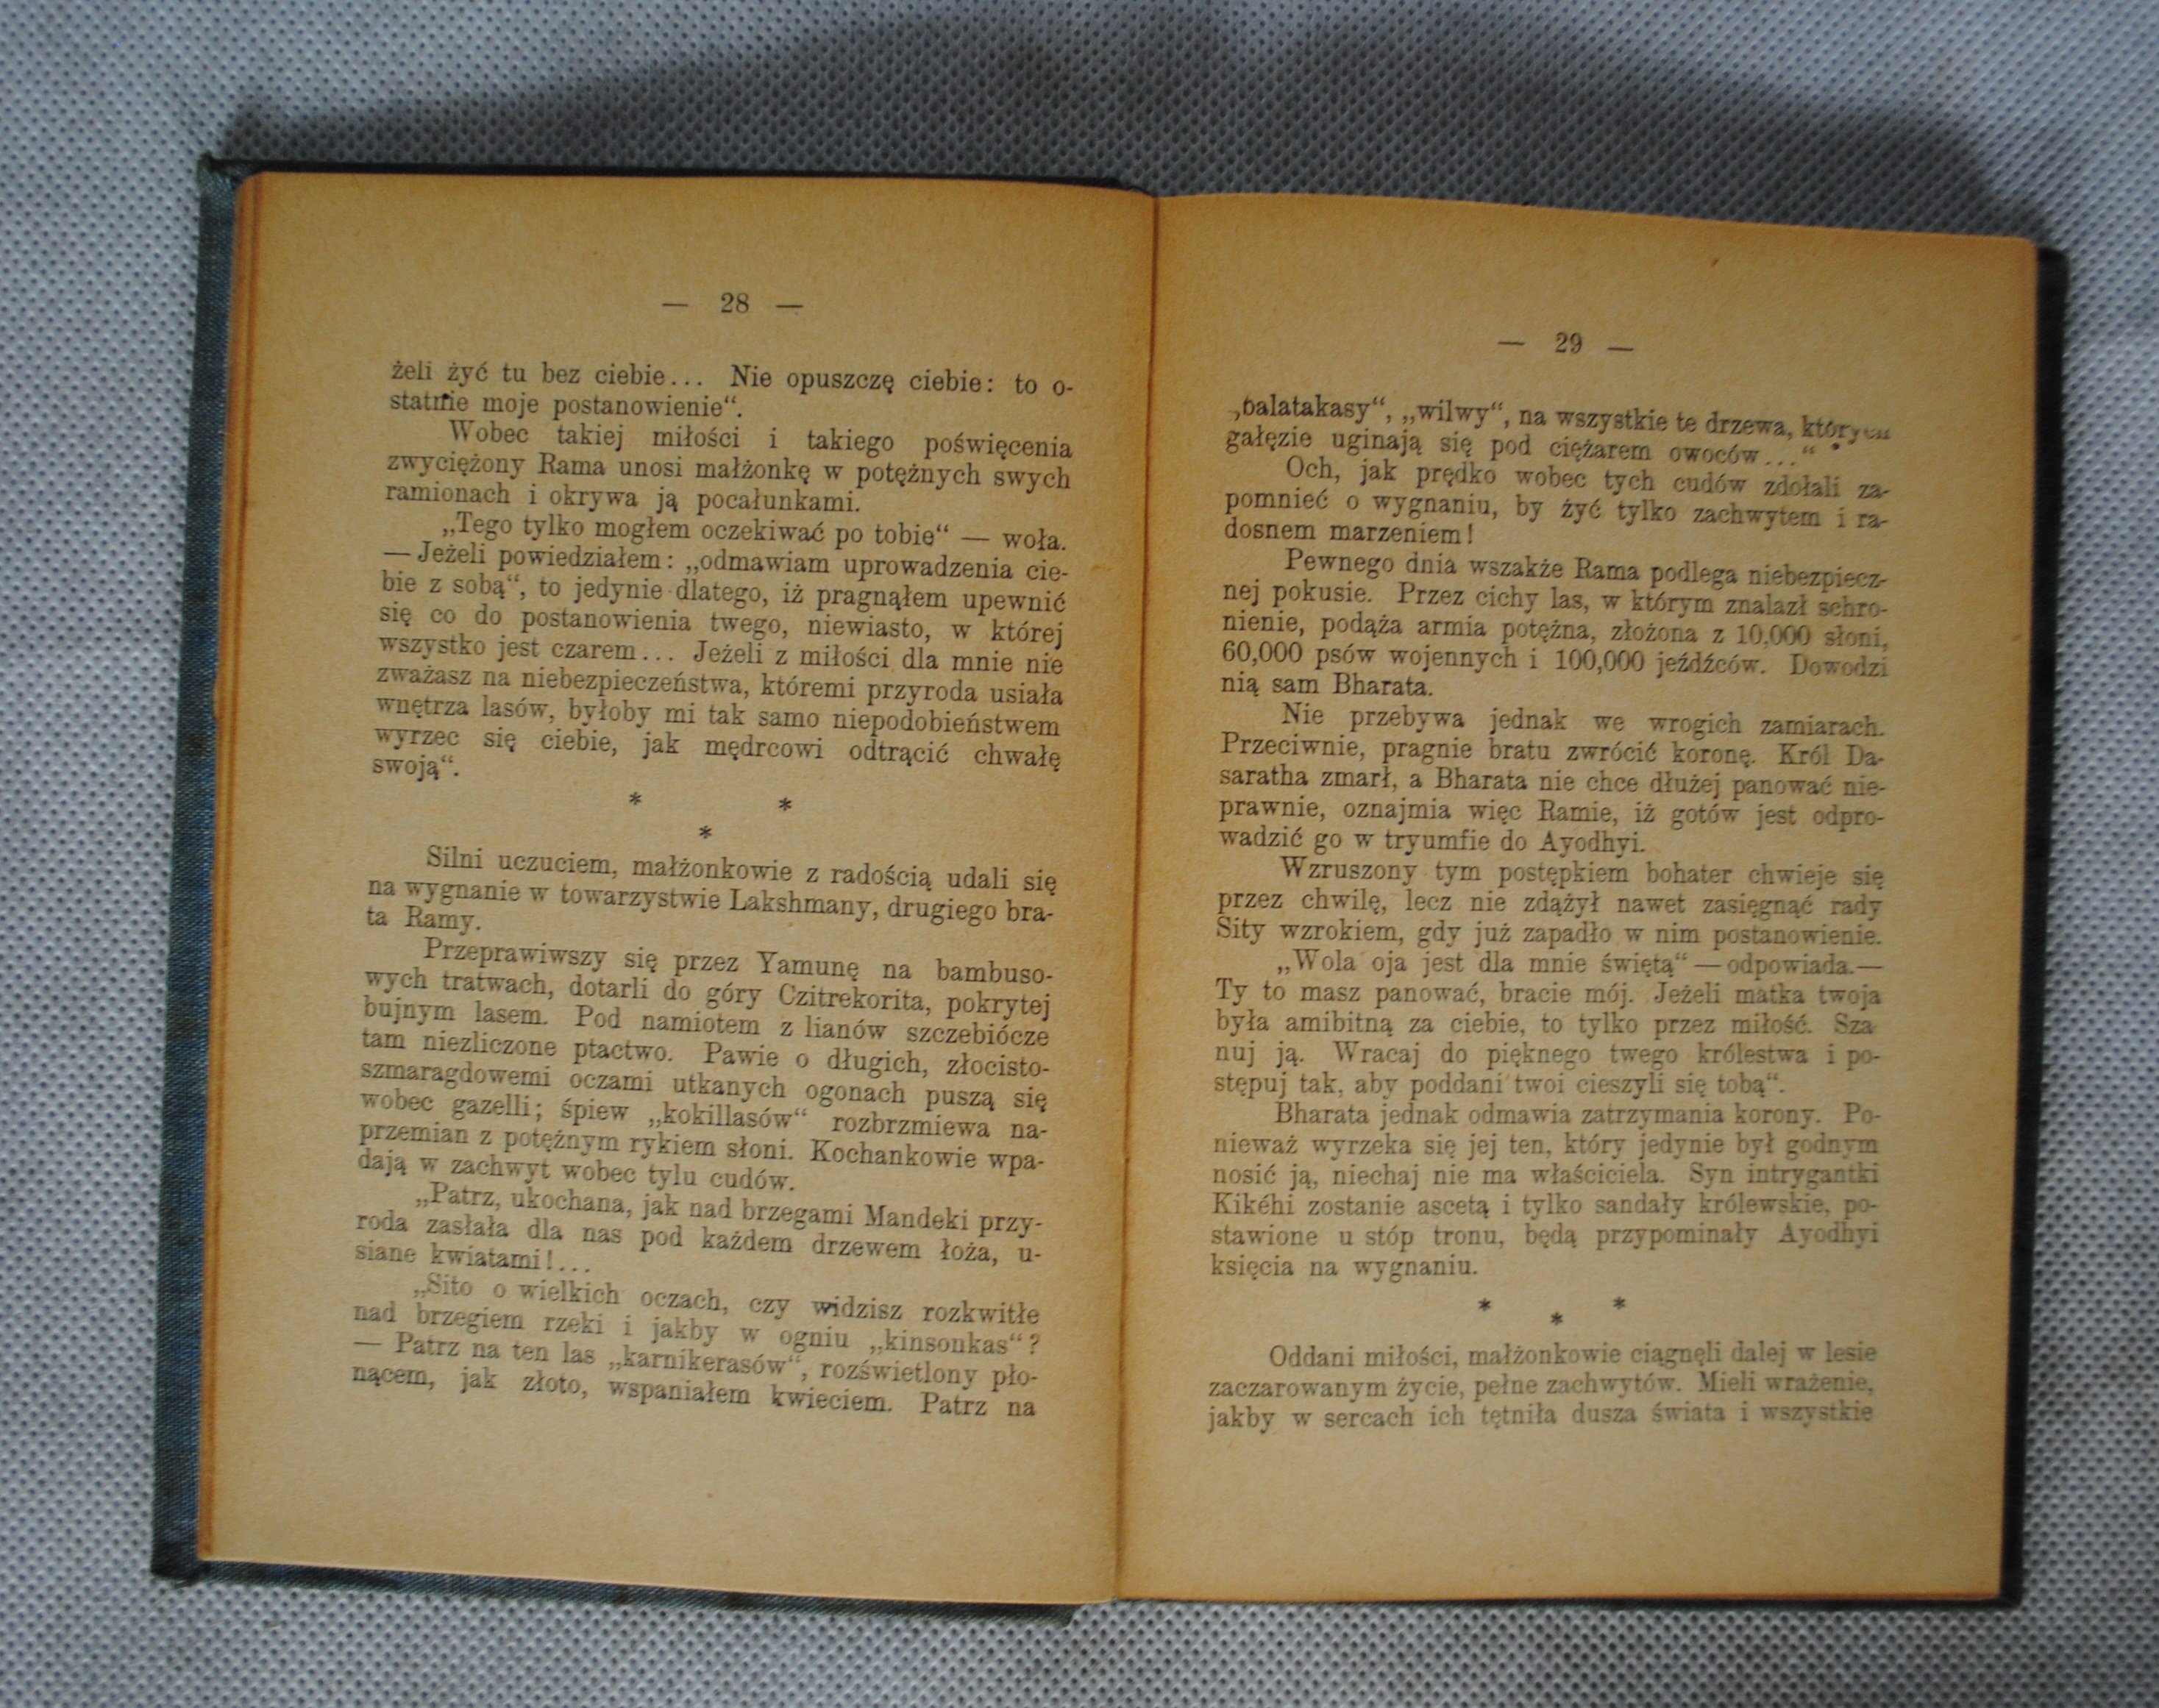 — 28 —
żeli żyć tu bez ciebie... Nie opuszczę ciebie: to o-
statnie moje postanowienie“.
Wobec takiej miłości i takiego poświęcenia
zwyciężony Rama unosi małżonkę w potężnych swych
ramionach i okrywa ją pocałunkami.
„Tego tylko mogłem oczekiwać po tobie“ — woła.
— Jeżeli powiedziałem: „odmawiam uprowadzenia cie-
bie z sobą“, to jedynie dlatego, iż pragnąłem upewnić
się co do postanowienia twego, niewiasto, w której
wszystko jest czarem... Jeżeli z miłości dla mnie nie
zważasz na niebezpieczeństwa, któremi przyroda usiała
wnętrza lasów, byłoby mi tak samo niepodobieństwem
wyrzec się ciebie, jak mędrcowi odtrącić chwałę
swoją“.
* *
*
Silni uczuciem, małżonkowie z radością udali się
na wygnanie w towarzystwie Lakshmany, drugiego bra-
ta Ramy.
Przeprawiwszy się przez Yamunę na bambuso-
wych tratwach, dotarli do góry Czitrekorita, pokrytej
bujnym lasem. Pod namiotem z lianów szczebiócze
tam niezliczone ptactwo. Pawie o długich, złocisto-
szmaragdowemi oczami utkanych ogonach puszą się
wobec gazelli; śpiew „kokillasów“ rozbrzmiewa na-
przemian z potężnym rykiem słoni. Kochankowie wpa-
dają w zachwyt wobec tylu cudów.
„Patrz, ukochana, jak nad brzegami Mandeki przy-
roda zasłała dla nas pod każdem drzewem łoża, u-
siane kwiatami!...
„Sito o wielkich oczach, czy widzisz rozkwitłe
nad brzegiem rzeki i jakby w ogniu „kinsonkas“?
— Patrz na ten las „karnikerasów“, rozświetlony pło-
nącem, jak złoto, wspaniałem kwieciem. Patrz na
— 29 —
„balatakasy“, „wilwy“, na wszystkie te drzewa, których
gałęzie uginają się pod ciężarem owoców...“
Och, jak prędko wobec tych cudów zdołali za-
pomnieć o wygnaniu, by żyć tylko zachwytem i ra-
dosnem marzeniem!
Pewnego dnia wszakże Rama podlega niebezpiecz-
nej pokusie. Przez cichy las, w którym znalazł schro-
nienie, podąża armia potężna, złożona z 10,000 słoni,
60,000 psów wojennych i 100,000 jeźdźców. Dowodzi
nią sam Bharata.
Nie przebywa jednak we wrogich zamiarach.
Przeciwnie, pragnie bratu zwrócić koronę. Król Da-
saratha zmarł, a Bharata nie chce dłużej panować nie-
prawnie, oznajmia więc Ramie, iż gotów jest odpro-
wadzić go w tryumfie do Ayodhyi.
Wzruszony tym postępkiem bohater chwieje się
przez chwilę, lecz nie zdążył nawet zasięgnąć rady
Sity wzrokiem, gdy już zapadło w nim postanowienie.
„Wola oja jest dla mnie świętą“ — odpowiada.—
Ty to masz panować, bracie mój. Jeżeli matka twoja
była amibitną za ciebie, to tylko przez miłość. Sza
nuj ją. Wracaj do pięknego twego królestwa i po-
stępuj tak, aby poddani twoi cieszyli się tobą“.
Bharata jednak odmawia zatrzymania korony. Po-
nieważ wyrzeka się jej ten, który jedynie był godnym
nosić ją, niechaj nie ma właściciela. Syn intrygantki
Kikéhi zostanie ascetą i tylko sandały królewskie, po-
stawione u stóp tronu, będą przypominały Ayodhyi
księcia na wygnaniu.
* *
*
Oddani miłości, małżonkowie ciągnęli dalej w lesie
zaczarowanym życie, pełne zachwytów. Mieli wrażenie,
jakby w sercach ich tętniła dusza świata i wszystkie